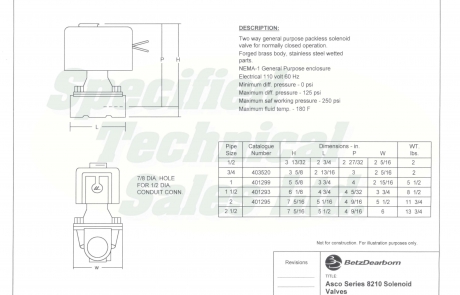 DESCRIPTION:
Two way general purpose packless solenoid
valve for normally closed operation.
Forged brass body, stainless steel wetted
parts.
NEMA-1 General Purpose enclosure
Electrical 110 volt 60 Hz
Minimum diff. pressure - 0 psi
Maximum diff. pressure - 125 psi
Maximum saf working pressure - 250 psi
Maximum fluid temp. - 180 F
P
H
L
Specified
Technical
Sales
7/8 DIA. HOLE
FOR 1/2 DIA.
CONDUIT CONN.
W
Pipe Size Catalogue Number Dimensions - in WT lbs
H L P W
1/2 3 13/32 2 3/4 2 27/32 2 5/16 2
3/4 403520 3 5/8 2 13/16 3 2 5/16 2
1 401299 5 5/8 3 3/4 4 2 15/16 5 1/2
1 1/2 401293 6 1/8 4 3/4 4 5/32 3 3/4 8 1/2
2 401295 7 5/16 5 1/16 4 9/16 5 1/2 11 3/4
2 1/2 7 5/16 5 1/2 4 9/16 6 13 3/4
Not for construction. For illustration purposes only.
Revisions
BetzDearborn
TITLE
Asco Series 8210 Solenoid
Valves